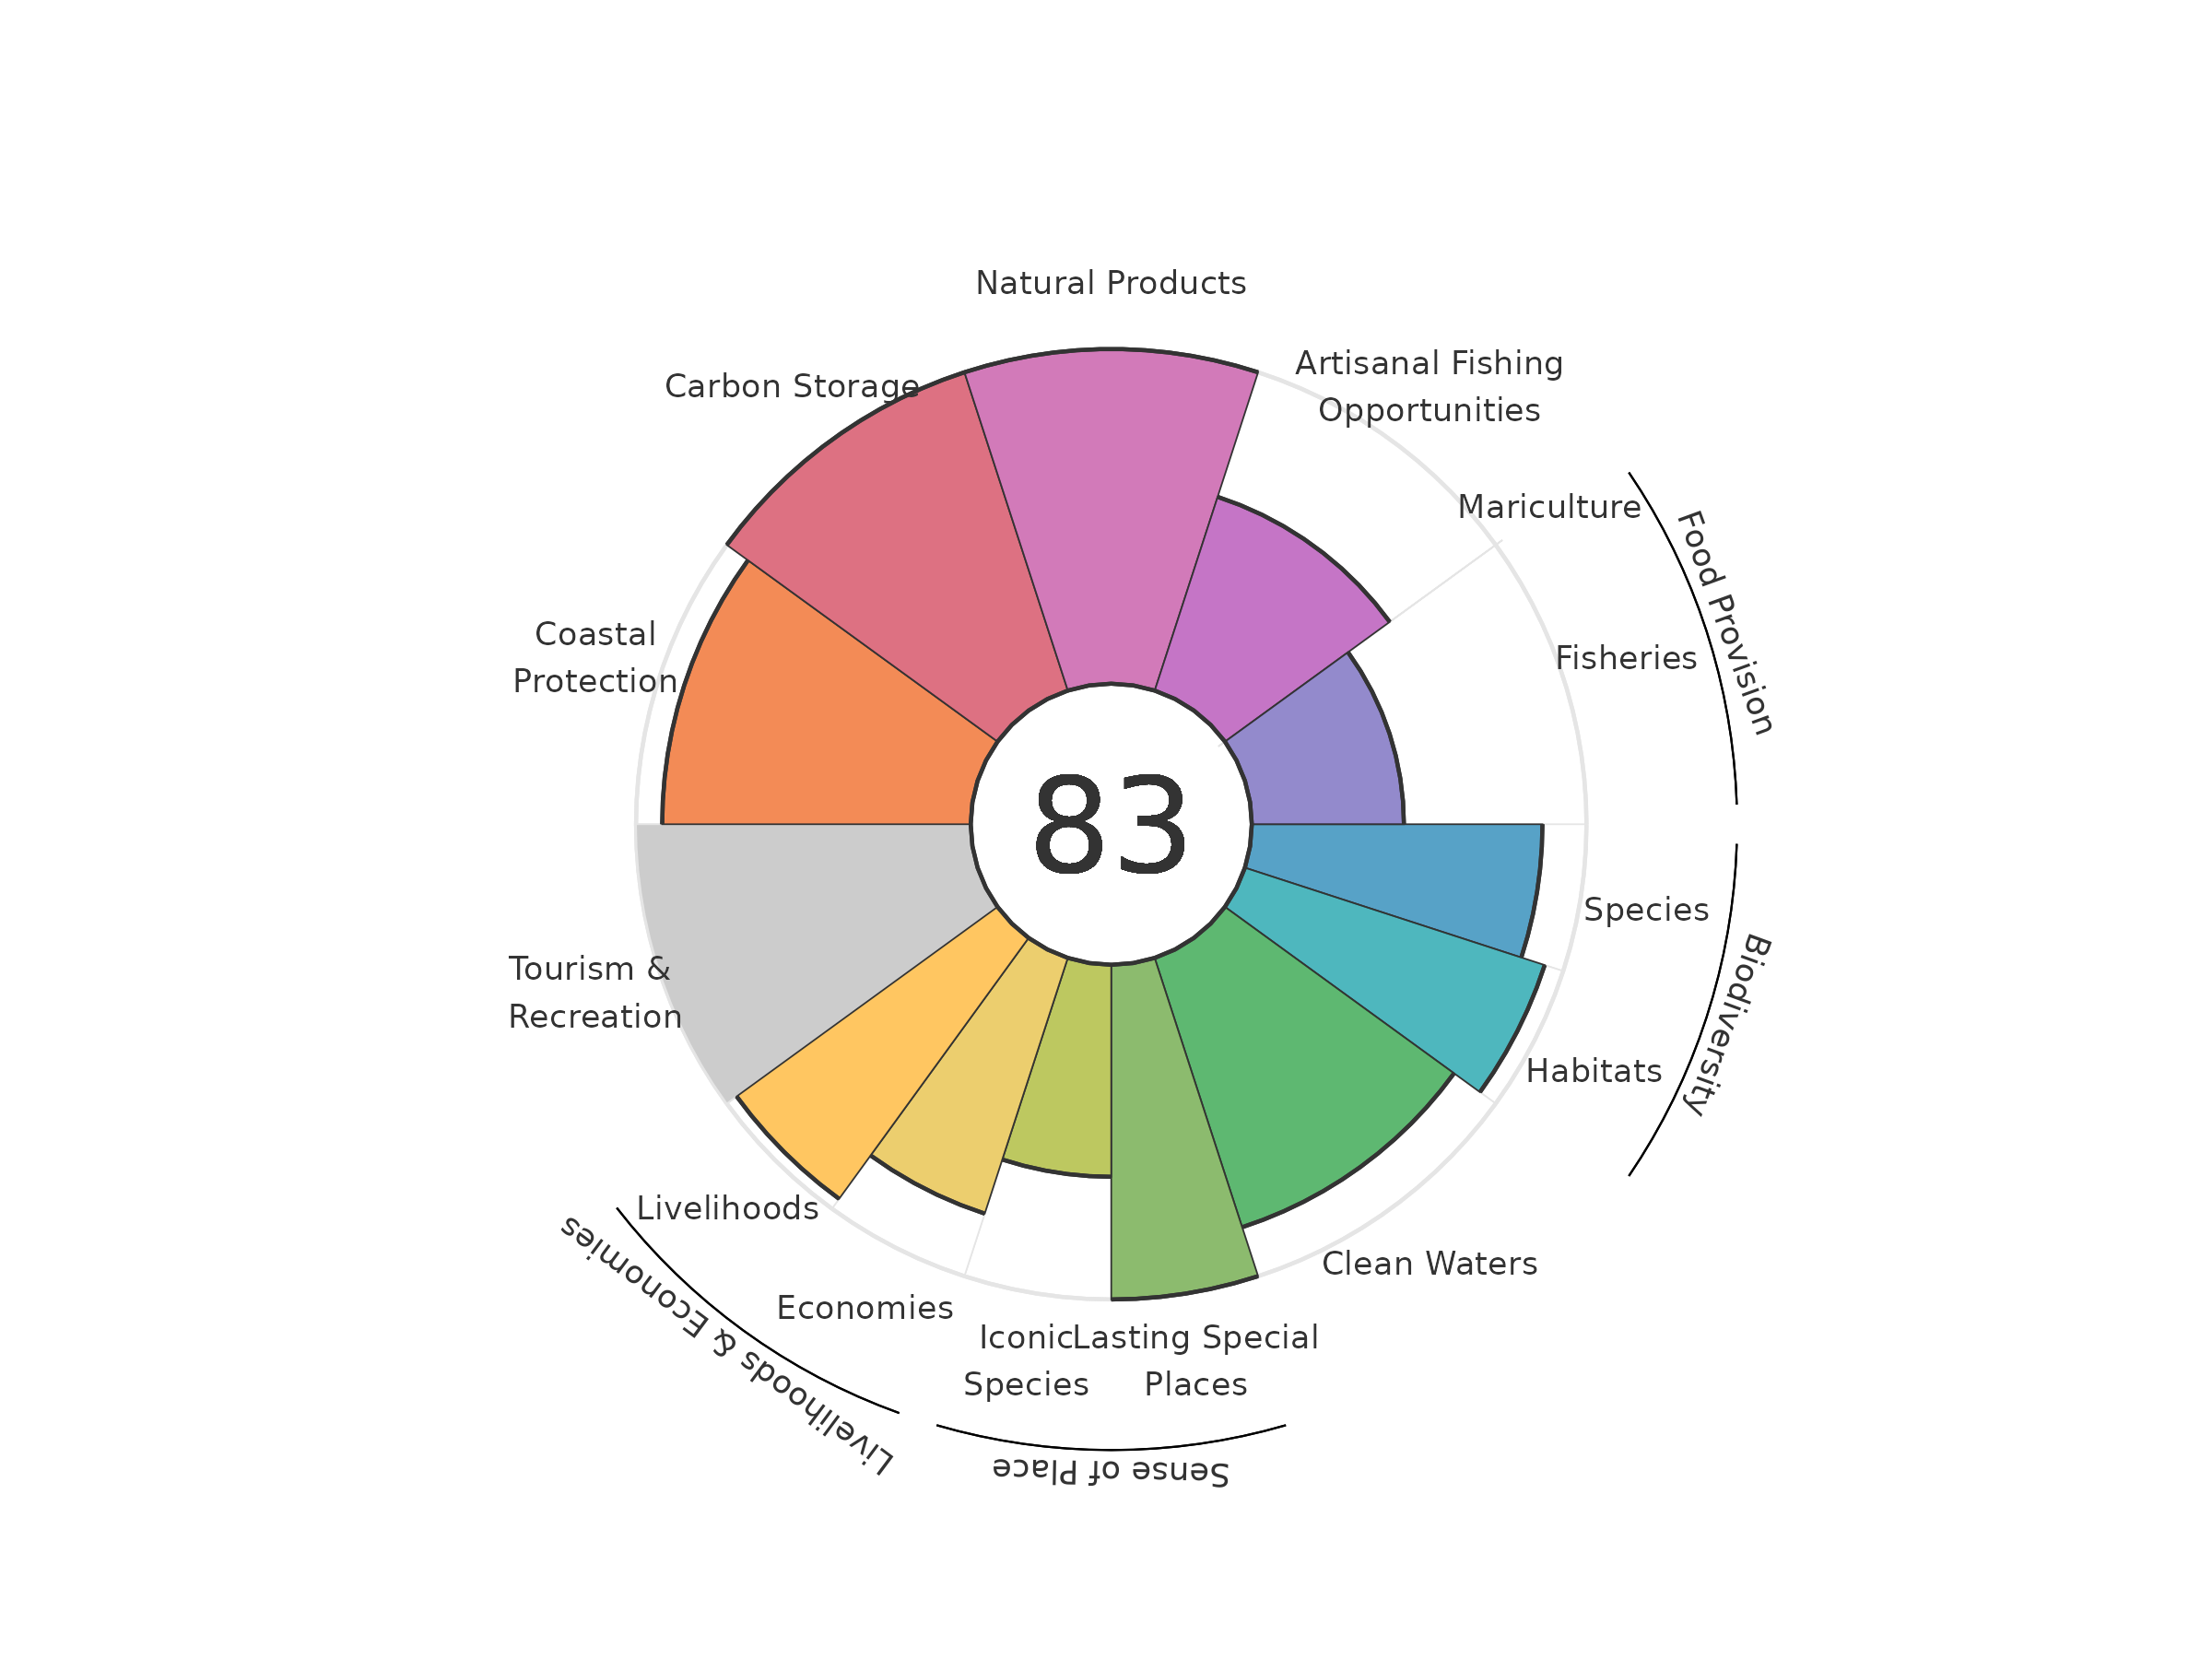 Natural Products
Artisanal Fishing
Opportunities
Carbon Storage
Mariculture
Food Provision
Coastal
Protection
Fisheries
83
Species
Tourism &
Recreation
Biodiversity
Habitats
Livelihoods
Clean Waters
Economies
Iconic
Species
Lasting Special
Places
Livelihoods & Economies
Sense of Place